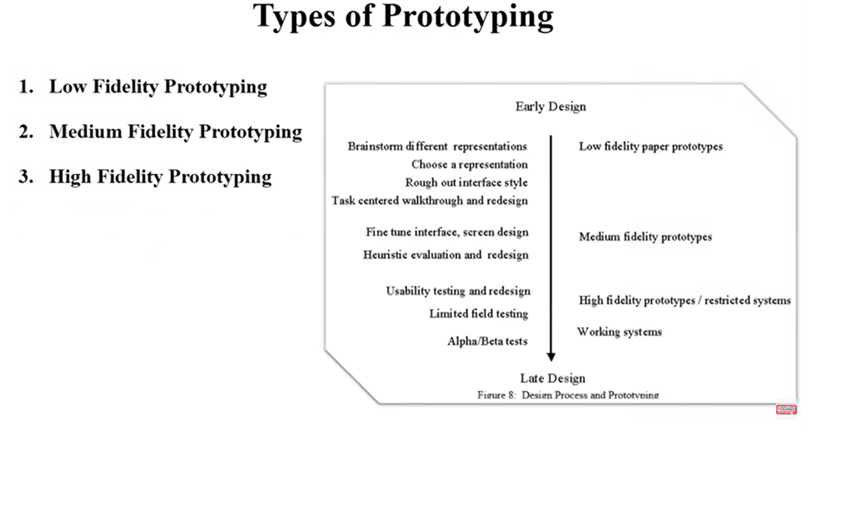 Types of Prototyping
1. Low Fidelity Prototyping
2. Medium Fidelity Prototyping
3. High Fidelity Prototyping
Early Design
Brainstorm different representations
Choose a representation
Rough out interface style
Task centered walkthrough and redesign
Fine tune interface, screen design
Heuristic evaluation and redesign
Usability testing and redesign
Limited field testing
Alpha/Beta tests
Low fidelity paper prototypes
Medium fidelity prototypes
High fidelity prototypes / restricted systems
Working systems
Late Design
Figure 8: Design Process and Prototyping